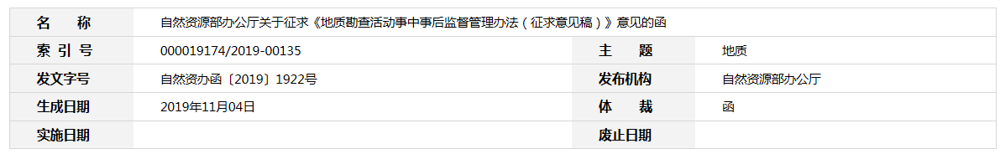 名 称 自然资源部办公厅关于征求《地质勘查活动事中事后监督管理办法（征求意见稿）》意见的函
索 引 号 000019174/2019-00135 主 题 地质
发文字号 自然资办函〔2019〕1922号 发布机构 自然资源部办公厅
生成日期 2019年11月04日 体 裁 函
实施日期 废止日期